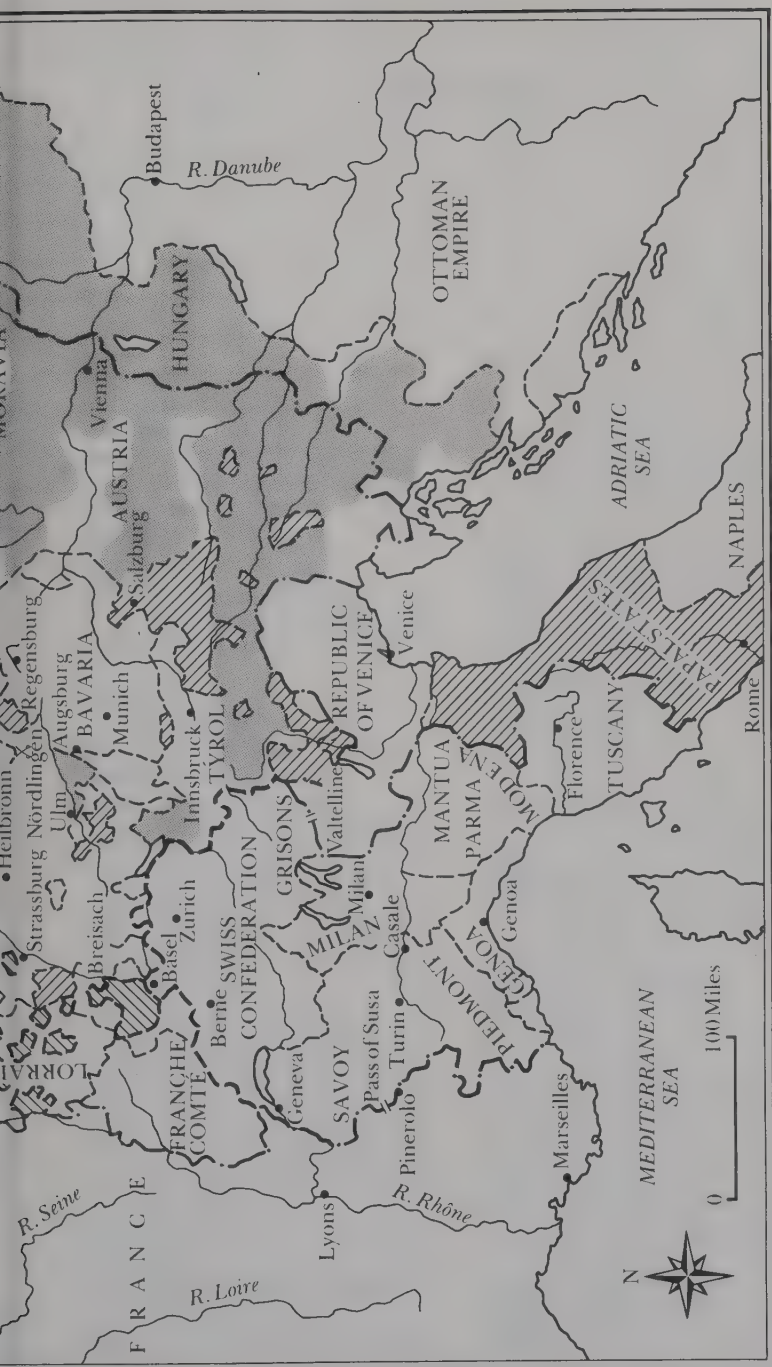 MORAVIA
Heilbronn
Strassburg
Nördlingen
Regensburg
Ulm
Augsburg
BAVARIA
Munich
Salzburg
AUSTRIA
Vienna
Budapest
R. Danube
HUNGARY
LORRAI
Breisach
Basel
Zurich
Innsbruck
TYROL
R. Seine
FRANCE
FRANCHE
COMTE
Berne
SWISS
CONFEDERATION
GRISONS
Valtelline
REPUBLIC
OF VENICE
Venice
OTTOMAN
EMPIRE
R. Loire
Lyons
Geneva
SAVOY
Pass of Susa
Turin
Pinerolo
Milan
MILAN
Casale
MANTUA
PARMA
MODENA
PIEDMONT
GENOA
Genoa
R. Rhône
Marseilles
Florence
TUSCANY
PAPAL STATES
ADRIATIC
SEA
MEDITERRANEAN
SEA
Rome
NAPLES
N
0
100 Miles